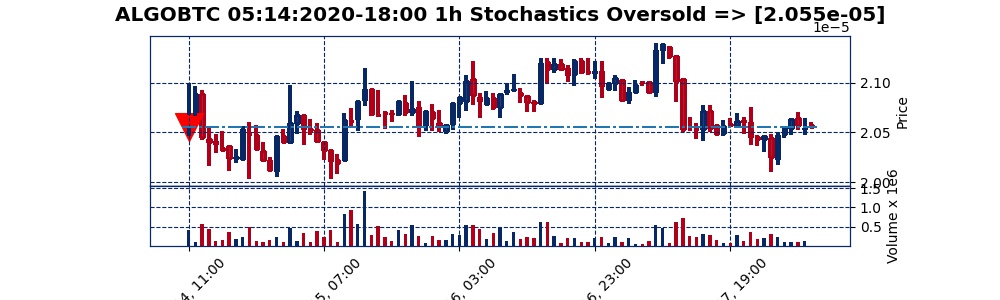 ALGOBTC 05:14:2020-18:00 1h Stochastics Oversold => [2.055e-05]
1e−5
2.10
2.05
2.00
Price
1.5
1.0
0.5
Volume x 1e6
4, 11:00
5, 07:00
6, 03:00
6, 23:00
7, 19:00